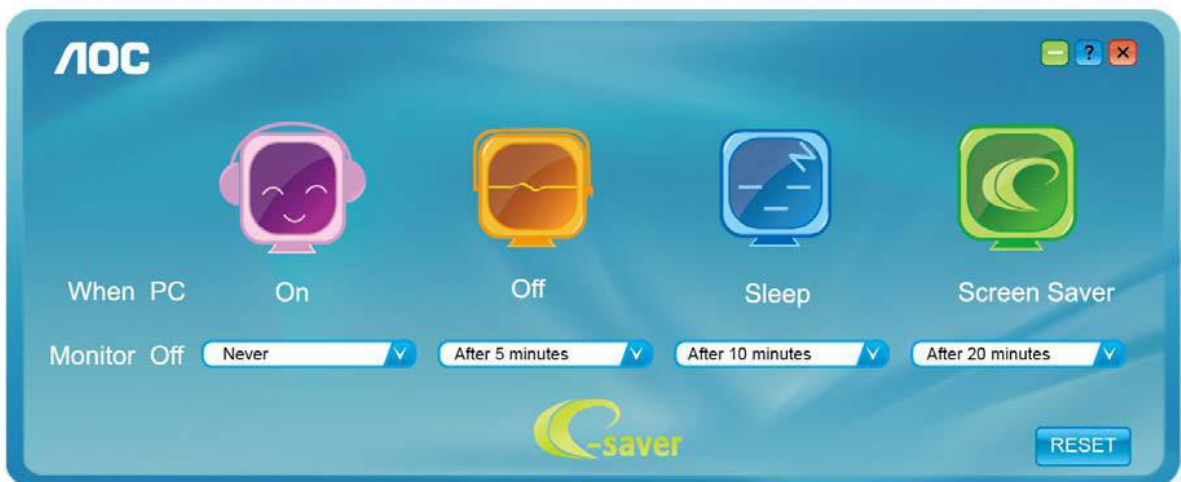 AOC
?
When PC On Off Sleep Screen Saver
Monitor Off Never After 5 minutes After 10 minutes After 20 minutes
e-saver
RESET